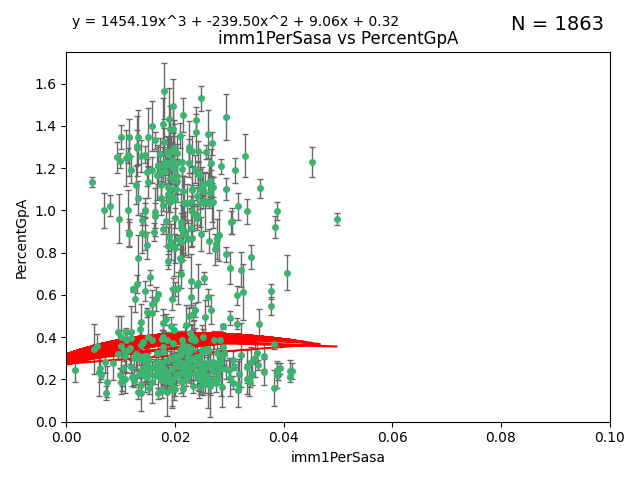 y = 1454.19x^3 + -239.50x^2 + 9.06x + 0.32
N = 1863
imm1PerSasa vs PercentGpA
PercentGpA
1.6
1.4
1.2
1.0
0.8
0.6
0.4
0.2
0.0
0.00 0.02 0.04 0.06 0.08 0.10
imm1PerSasa